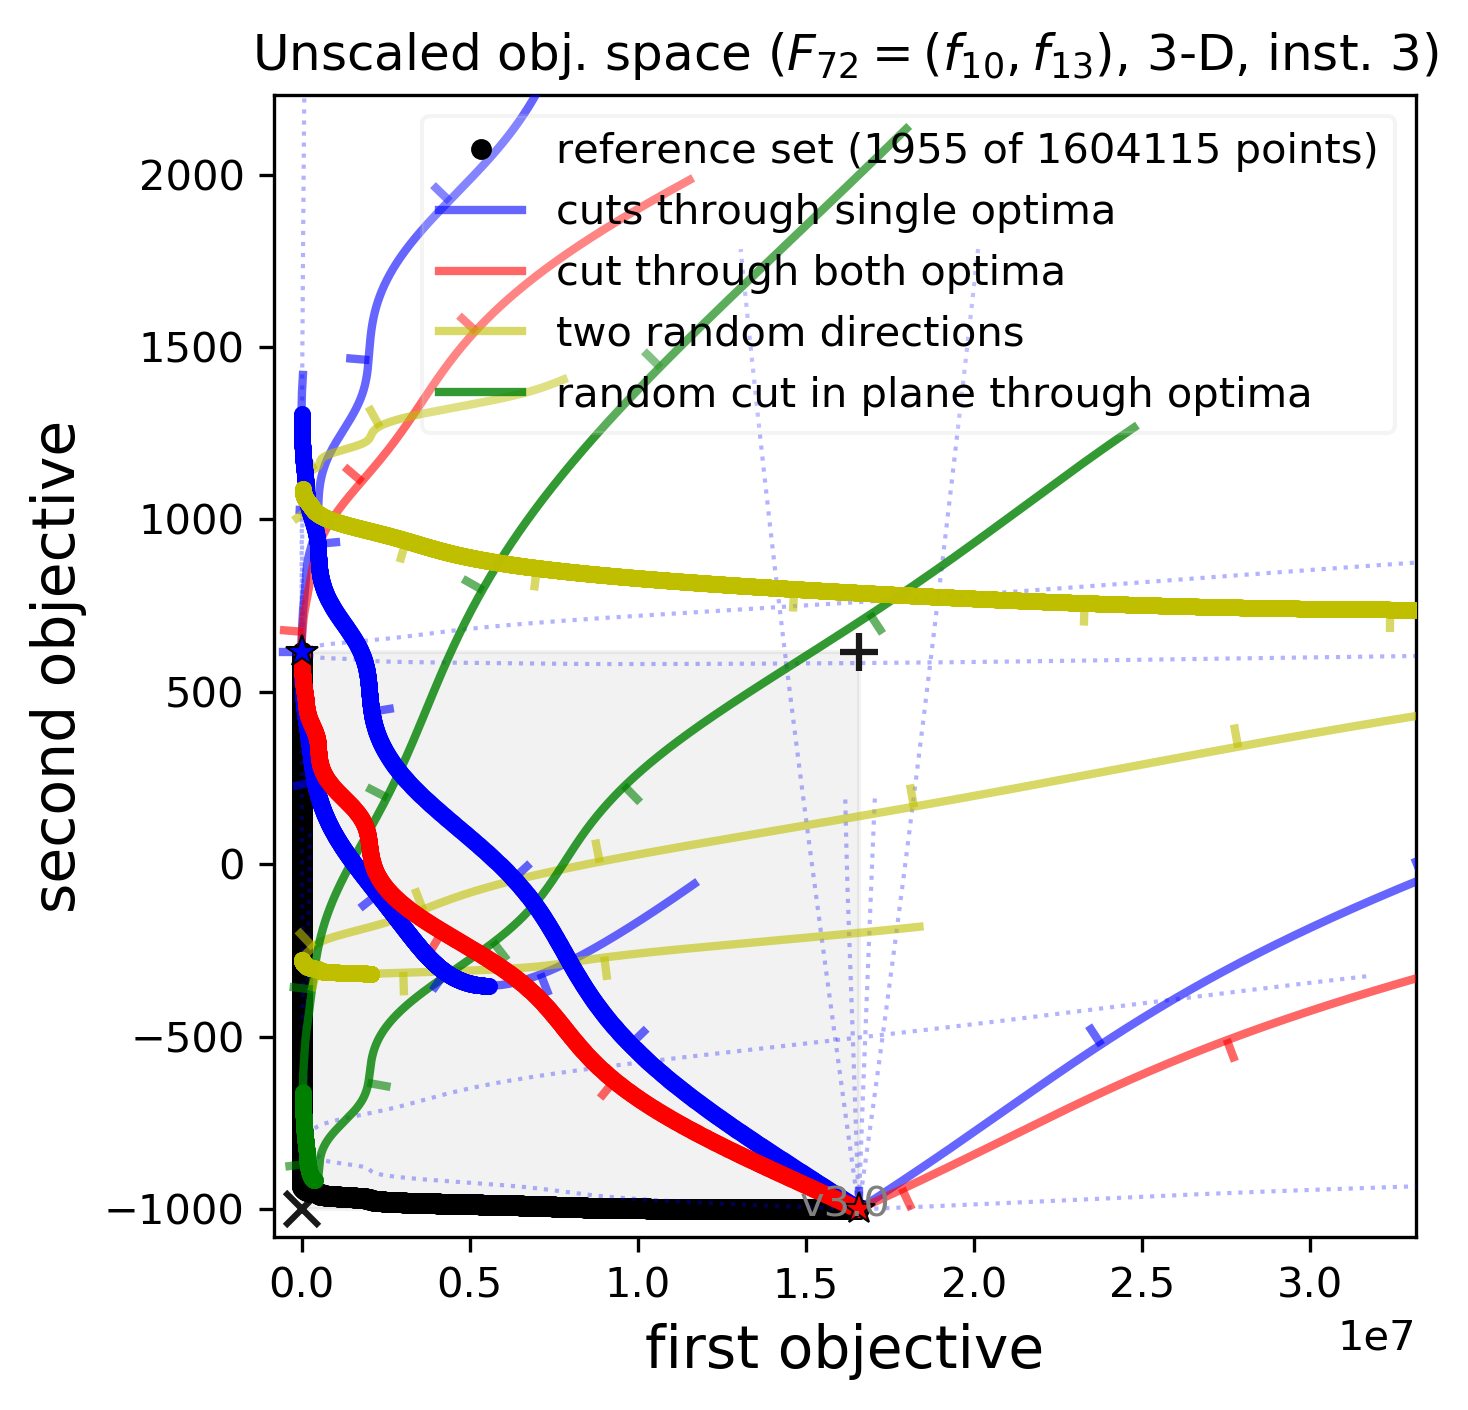 Unscaled obj. space (F₇₂ = (f₁₀, f₁₃), 3-D, inst. 3)
reference set (1955 of 1604115 points)
cuts through single optima
cut through both optima
two random directions
random cut in plane through optima
second objective
2000
1500
1000
500
0
−500
−1000
v3.0
0.0 0.5 1.0 1.5 2.0 2.5 3.0
1e7
first objective